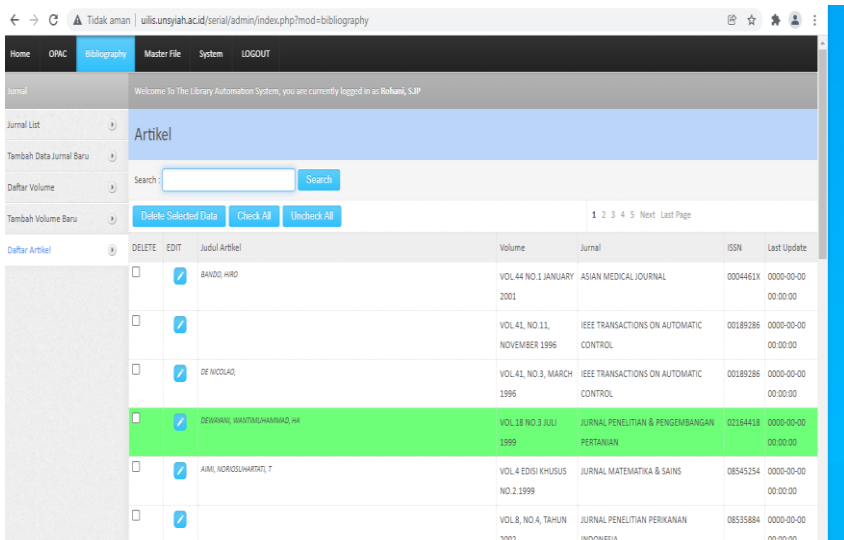 Tidak aman | uilis.unsyiah.ac.id/serial/admin/index.php?mod=bibliography
Home OPAC Bibliography Master File System LOGOUT
Jurnal
Welcome To The Library Automation System, you are currently logged in as Rohani, S.IP
Jurnal List
Tambah Data Jurnal Baru
Daftar Volume
Tambah Volume Baru
Daftar Artikel
Artikel
Search : Search
Delete Selected Data Check All Uncheck All
1 2 3 4 5 Next Last Page
DELETE EDIT Judul Artikel Volume Jurnal ISSN Last Update
BANDO, HIRO VOL.44 NO.1 JANUARY ASIAN MEDICAL JOURNAL 0004461X 0000-00-00
2001 00:00:00
VOL.41, NO.11, IEEE TRANSACTIONS ON AUTOMATIC 00189286 0000-00-00
NOVEMBER 1996 CONTROL 00:00:00
DE NICOLAO, VOL.41, NO.3, MARCH IEEE TRANSACTIONS ON AUTOMATIC 00189286 0000-00-00
1996 CONTROL 00:00:00
DEWAYANI, WANTIMUHAMMAD, HA VOL.18 NO.3 JULI JURNAL PENELITIAN & PENGEMBANGAN 02164418 0000-00-00
1999 PERTANIAN 00:00:00
AIMI, NORIOSUHARTATI, T VOL.4 EDISI KHUSUS JURNAL MATEMATIKA & SAINS 08545254 0000-00-00
NO.2.1999 00:00:00
VOL.8, NO.4, TAHUN JURNAL PENELITIAN PERIKANAN 08535884 0000-00-00
2002 INDONESIA 00:00:00